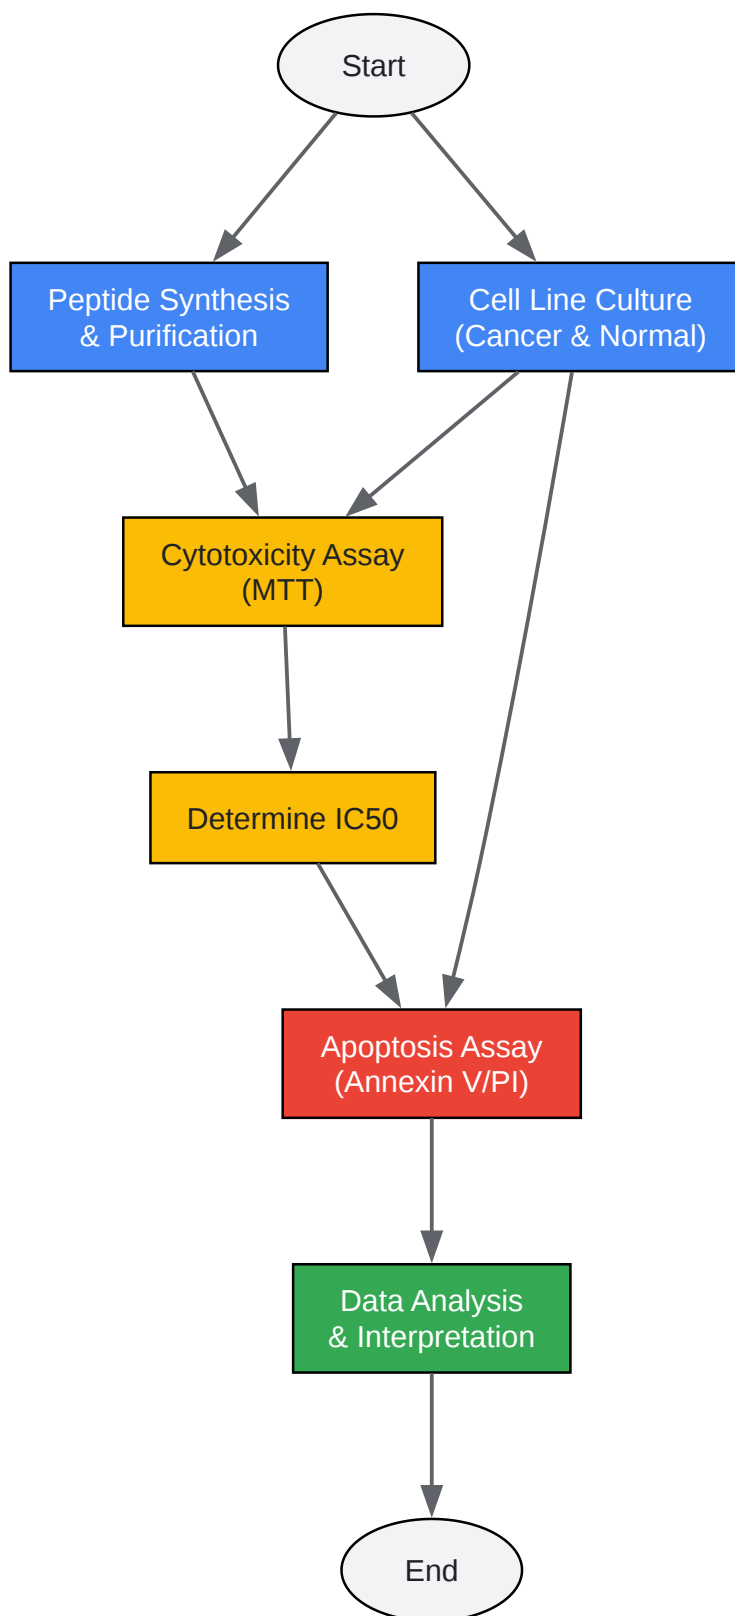 Start
Peptide Synthesis
& Purification
Cell Line Culture
(Cancer & Normal)
Cytotoxicity Assay
(MTT)
Determine IC50
Apoptosis Assay
(Annexin V/PI)
Data Analysis
& Interpretation
End